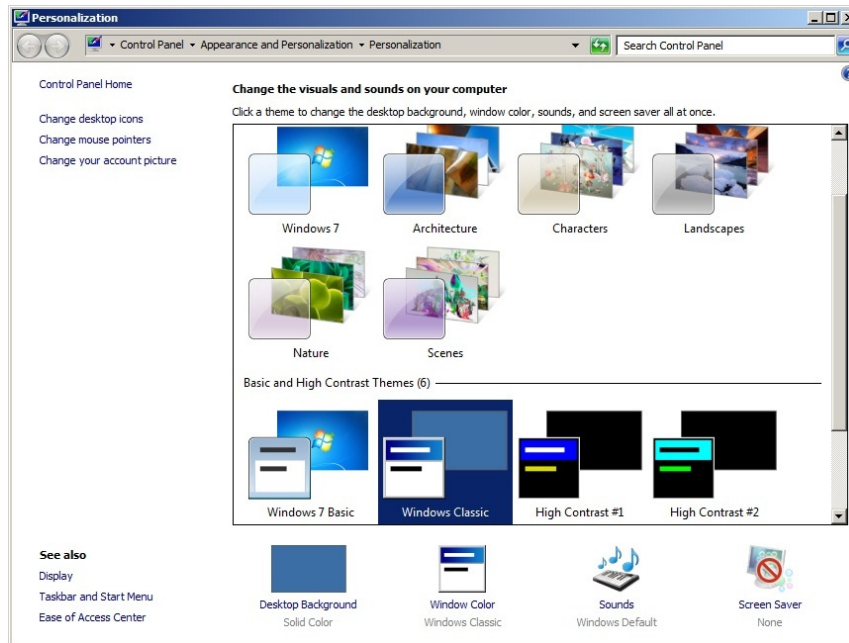 Personalization
Control Panel Appearance and Personalization Personalization
Search Control Panel
Control Panel Home
Change desktop icons
Change mouse pointers
Change your account picture
Change the visuals and sounds on your computer
Click a theme to change the desktop background, window color, sounds, and screen saver all at once.
Windows 7 Architecture Characters Landscapes
Nature Scenes
Basic and High Contrast Themes (6)
Windows 7 Basic Windows Classic High Contrast #1 High Contrast #2
See also
Display
Taskbar and Start Menu
Ease of Access Center
Desktop Background Window Color Sounds Screen Saver
Solid Color Windows Classic Windows Default None